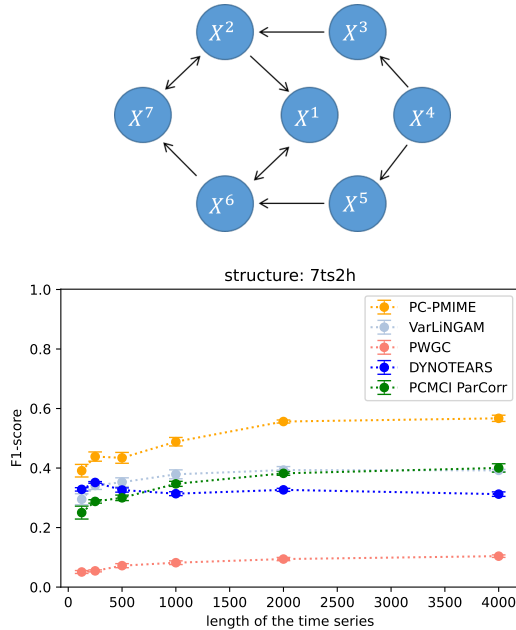 X²
X³
X⁷
X¹
X⁴
X⁶
X⁵
structure: 7ts2h
1.0
0.8
0.6
0.4
0.2
0.0
F1-score
PC-PMIME
VarLiNGAM
PWGC
DYNOTEARS
PCMCI ParCorr
0 500 1000 1500 2000 2500 3000 3500 4000
length of the time series